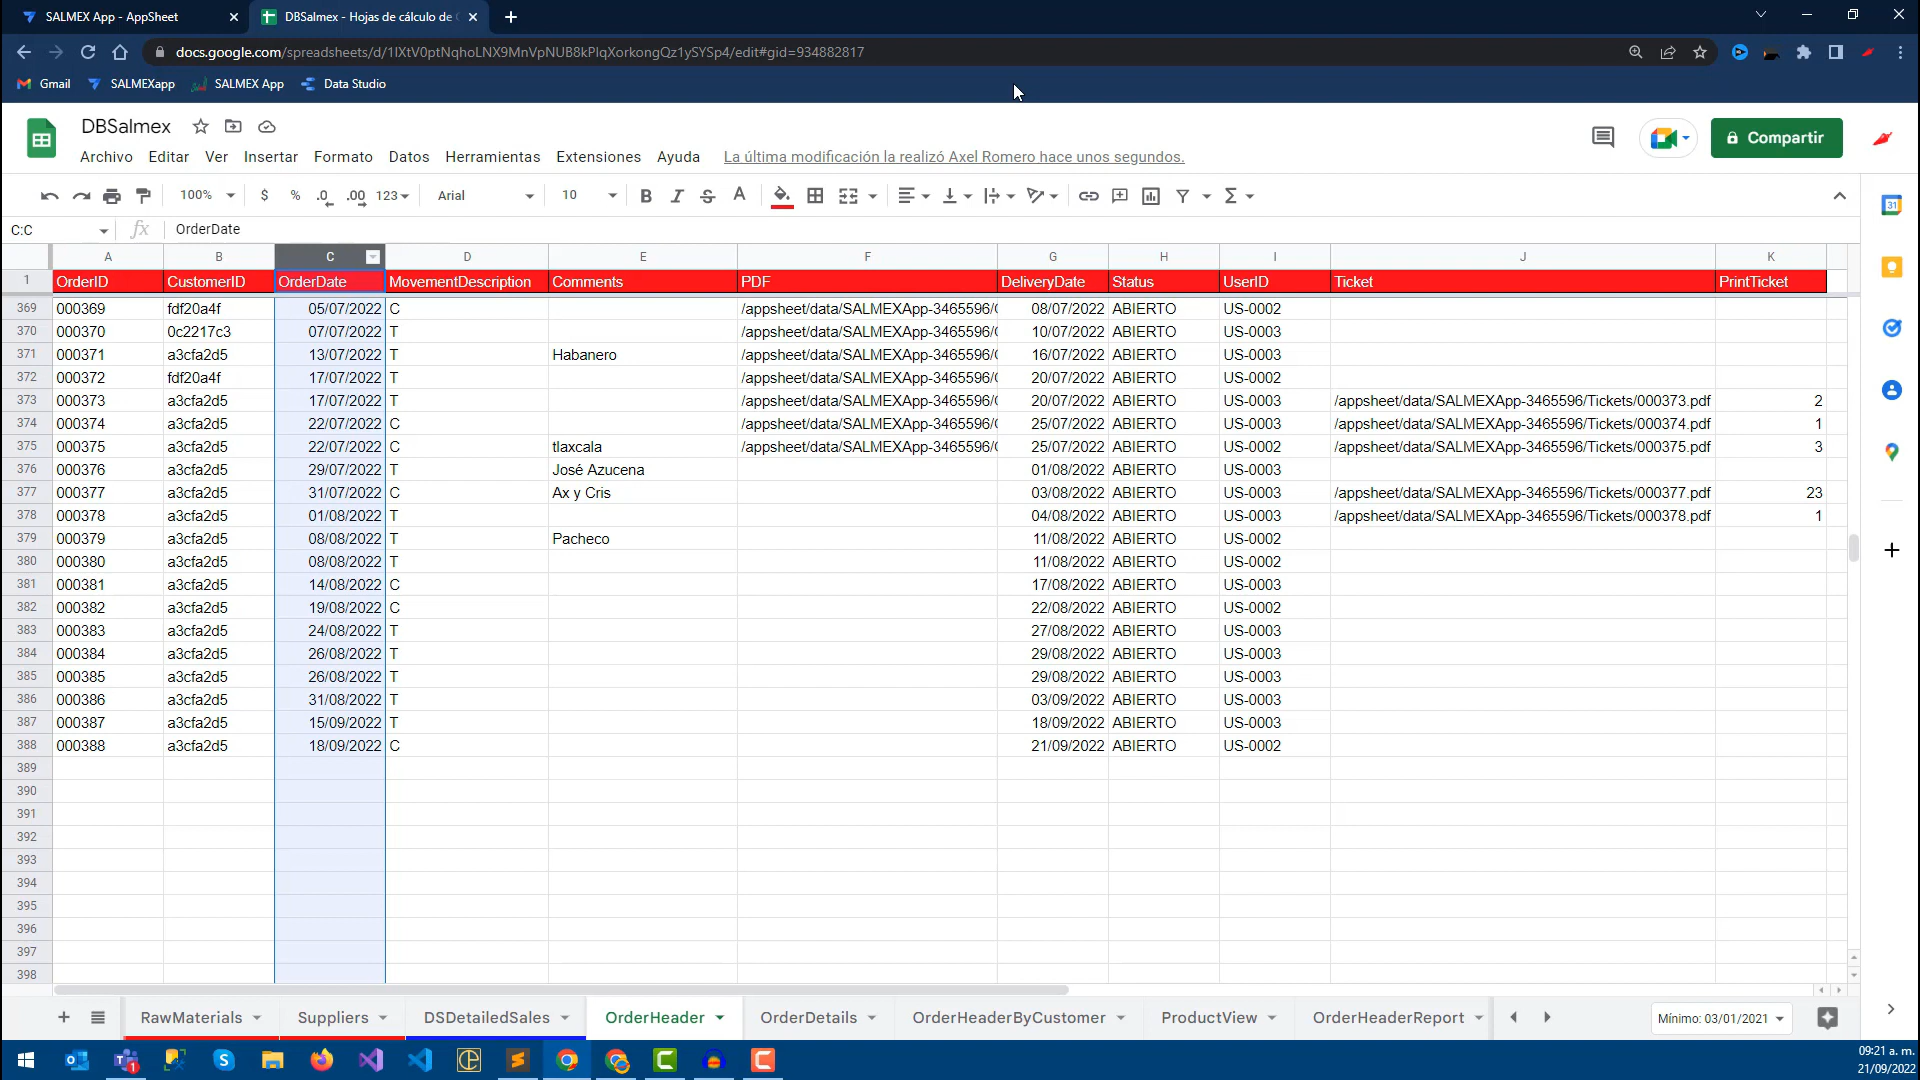 SALMEX App - AppSheet
DBSalmex - Hojas de cálculo de
docs.google.com/spreadsheets/d/1IXtV0ptNqhoLNX9MnVpNUB8kPlqXorkongQz1ySYSp4/edit#gid=934882817
Gmail SALMEXapp SALMEX App Data Studio
DBSalmex
Archivo Editar Ver Insertar Formato Datos Herramientas Extensiones Ayuda La última modificación la realizó Axel Romero hace unos segundos.
Compartir
100% $ % .0 .00 123 Arial 10 B I S A
C:C fx OrderDate
A B C D E F G H I J K
1 OrderID CustomerID OrderDate MovementDescription Comments PDF DeliveryDate Status UserID Ticket PrintTicket
369 000369 fdf20a4f 05/07/2022 C /appsheet/data/SALMEXApp-3465596/( 08/07/2022 ABIERTO US-0002
370 000370 0c2217c3 07/07/2022 T /appsheet/data/SALMEXApp-3465596/( 10/07/2022 ABIERTO US-0003
371 000371 a3cfa2d5 13/07/2022 T Habanero /appsheet/data/SALMEXApp-3465596/( 16/07/2022 ABIERTO US-0003
372 000372 fdf20a4f 17/07/2022 T /appsheet/data/SALMEXApp-3465596/( 20/07/2022 ABIERTO US-0002
373 000373 a3cfa2d5 17/07/2022 T /appsheet/data/SALMEXApp-3465596/( 20/07/2022 ABIERTO US-0003 /appsheet/data/SALMEXApp-3465596/Tickets/000373.pdf 2
374 000374 a3cfa2d5 22/07/2022 C /appsheet/data/SALMEXApp-3465596/( 25/07/2022 ABIERTO US-0003 /appsheet/data/SALMEXApp-3465596/Tickets/000374.pdf 1
375 000375 a3cfa2d5 22/07/2022 C tlaxcala /appsheet/data/SALMEXApp-3465596/( 25/07/2022 ABIERTO US-0002 /appsheet/data/SALMEXApp-3465596/Tickets/000375.pdf 3
376 000376 a3cfa2d5 29/07/2022 T José Azucena 01/08/2022 ABIERTO US-0003
377 000377 a3cfa2d5 31/07/2022 C Ax y Cris 03/08/2022 ABIERTO US-0003 /appsheet/data/SALMEXApp-3465596/Tickets/000377.pdf 23
378 000378 a3cfa2d5 01/08/2022 T 04/08/2022 ABIERTO US-0003 /appsheet/data/SALMEXApp-3465596/Tickets/000378.pdf 1
379 000379 a3cfa2d5 08/08/2022 T Pacheco 11/08/2022 ABIERTO US-0002
380 000380 a3cfa2d5 08/08/2022 T 11/08/2022 ABIERTO US-0002
381 000381 a3cfa2d5 14/08/2022 C 17/08/2022 ABIERTO US-0003
382 000382 a3cfa2d5 19/08/2022 C 22/08/2022 ABIERTO US-0002
383 000383 a3cfa2d5 24/08/2022 T 27/08/2022 ABIERTO US-0003
384 000384 a3cfa2d5 26/08/2022 T 29/08/2022 ABIERTO US-0003
385 000385 a3cfa2d5 26/08/2022 T 29/08/2022 ABIERTO US-0003
386 000386 a3cfa2d5 31/08/2022 T 03/09/2022 ABIERTO US-0003
387 000387 a3cfa2d5 15/09/2022 T 18/09/2022 ABIERTO US-0003
388 000388 a3cfa2d5 18/09/2022 C 21/09/2022 ABIERTO US-0002
389
390
391
392
393
394
395
396
397
398
RawMaterials Suppliers DSDetailedSales OrderHeader OrderDetails OrderHeaderByCustomer ProductView OrderHeaderReport Mínimo: 03/01/2021
09:21 a. m.
21/09/2022